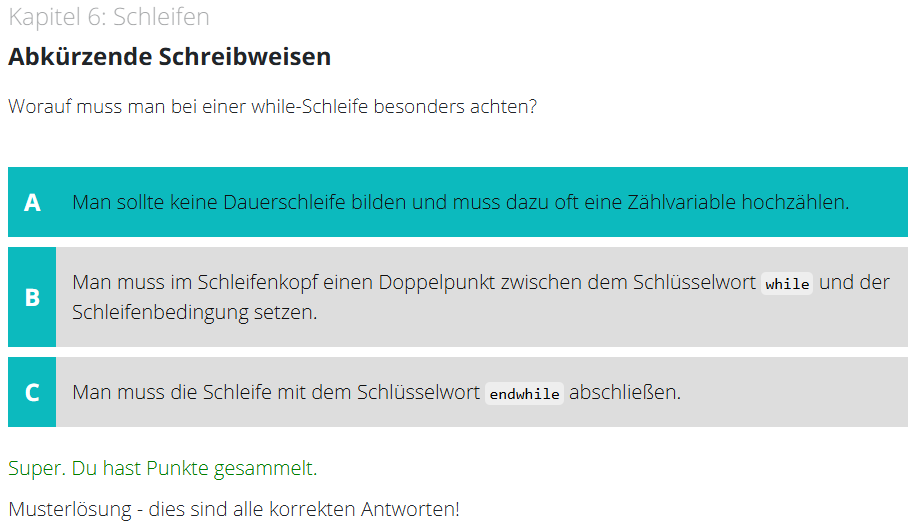 Kapitel 6: Schleifen
Abkürzende Schreibweisen
Worauf muss man bei einer while-Schleife besonders achten?
A Man sollte keine Dauerschleife bilden und muss dazu oft eine Zählvariable hochzählen.
B Man muss im Schleifenkopf einen Doppelpunkt zwischen dem Schlüsselwort while und der
Schleifenbedingung setzen.
C Man muss die Schleife mit dem Schlüsselwort endwhile abschließen.
Super. Du hast Punkte gesammelt.
Musterlösung - dies sind alle korrekten Antworten!